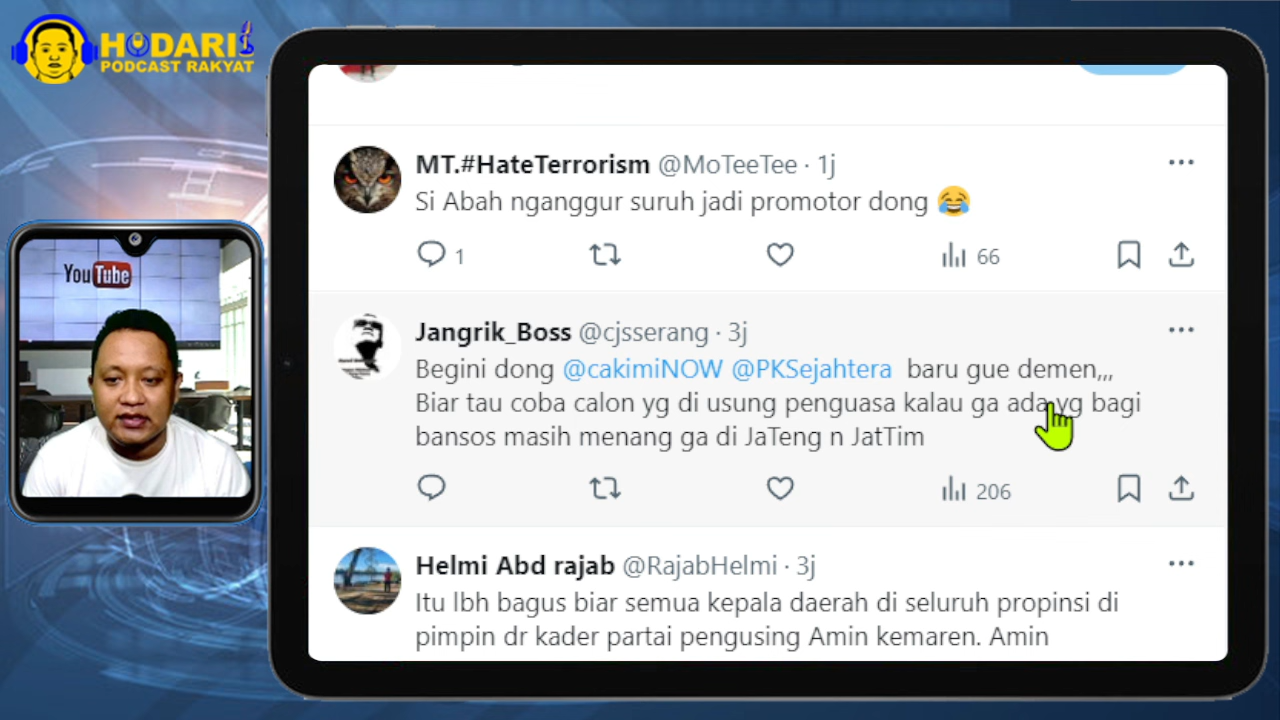 HODARI
PODCAST RAKYAT
YouTube
MT.#HateTerrorism @MoTeeTee · 1j
Si Abah nganggur suruh jadi promotor dong 😂
1
66
Jangrik_Boss @cjsserang · 3j
Begini dong @cakimiNOW @PKSejahtera baru gue demen,,,
Biar tau coba calon yg di usung penguasa kalau ga ada yg bagi
bansos masih menang ga di JaTeng n JatTim
206
Helmi Abd rajab @RajabHelmi · 3j
Itu lbh bagus biar semua kepala daerah di seluruh propinsi di
pimpin dr kader partai pengusing Amin kemaren. Amin